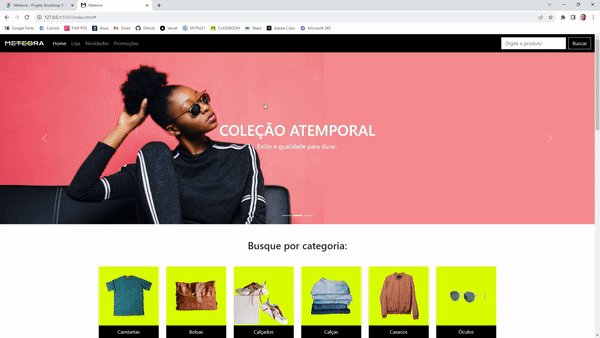 Meteora - Projeto Bootstrap 5
Meteora
127.0.0.1:5501/index.html#
Google Fonts
Coolors
FIAP POS
Alura
Gmail
GitHub
Vercel
ENTRA21
CLASSROOM
React
Adobe Color
Microsoft 365
METEORA
Home
Loja
Novidades
Promoções
Digite o produto
Buscar
COLEÇÃO ATEMPORAL
Estilo e qualidade para durar.
Busque por categoria:
Camisetas
Bolsas
Calçados
Calças
Casacos
Óculos